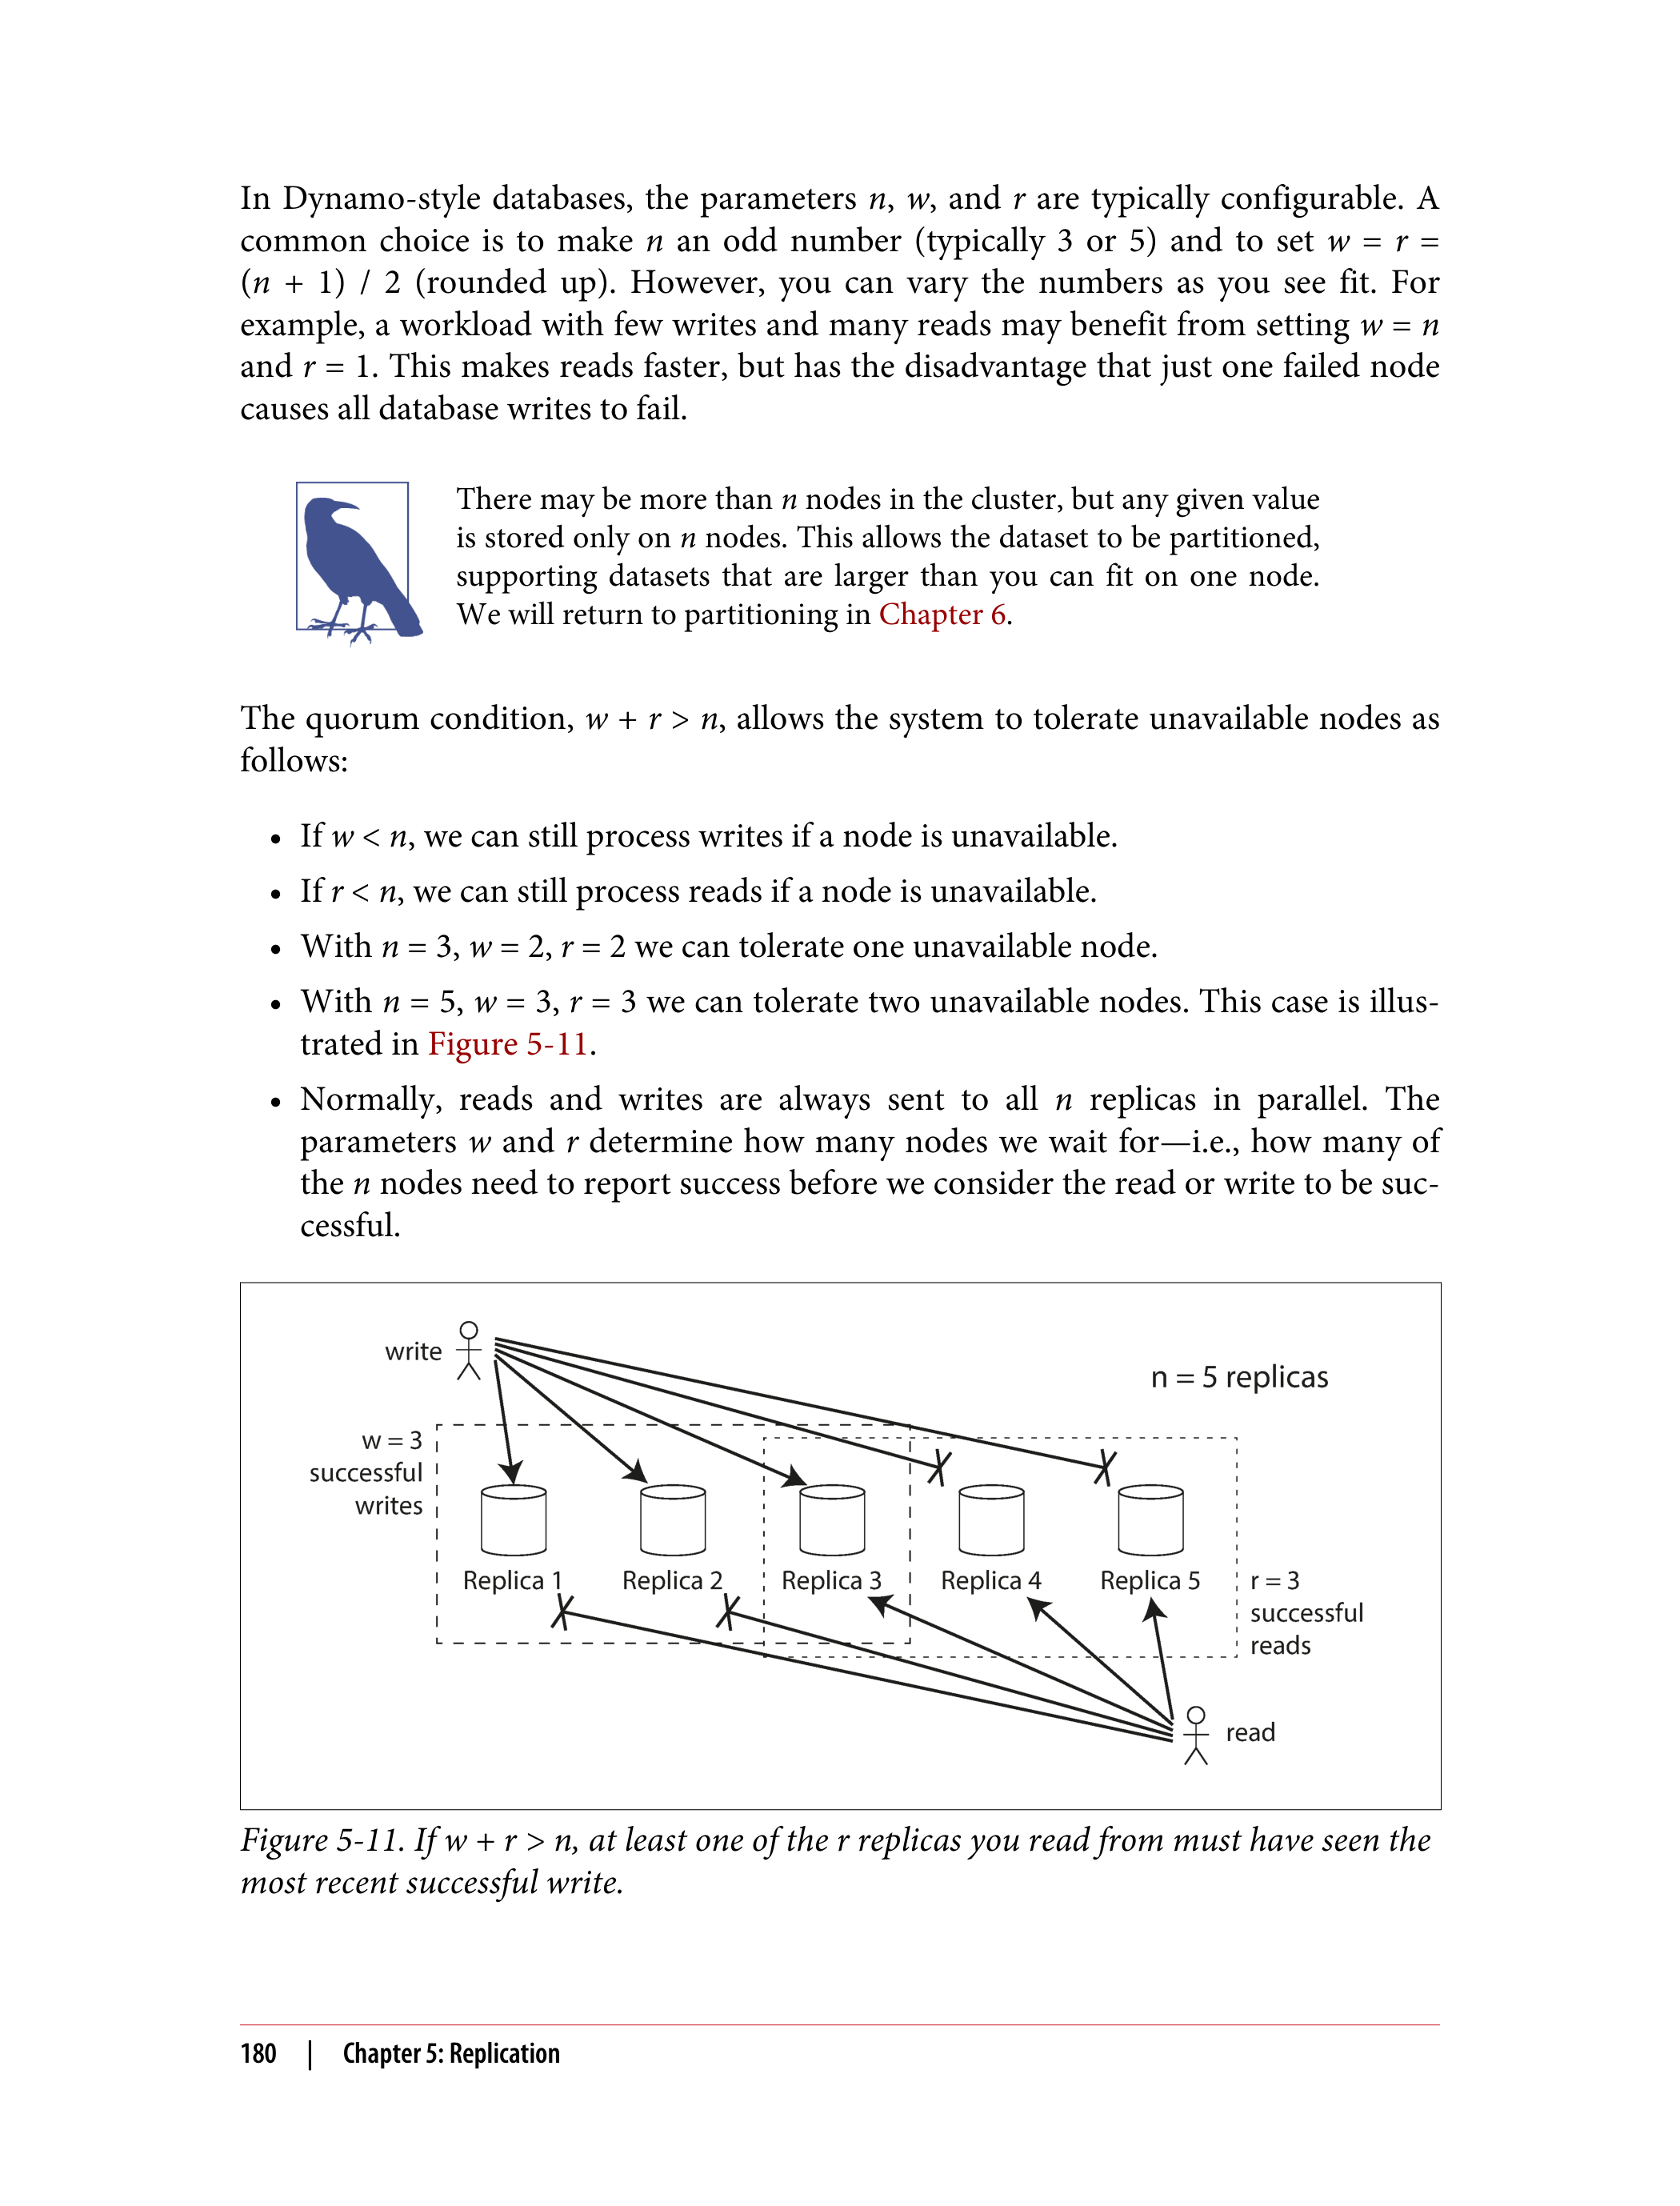 In Dynamo-style databases, the parameters n, w, and r are typically configurable. A
common choice is to make n an odd number (typically 3 or 5) and to set w = r =
(n + 1) / 2 (rounded up). However, you can vary the numbers as you see fit. For
example, a workload with few writes and many reads may benefit from setting w = n
and r = 1. This makes reads faster, but has the disadvantage that just one failed node
causes all database writes to fail.
There may be more than n nodes in the cluster, but any given value
is stored only on n nodes. This allows the dataset to be partitioned,
supporting datasets that are larger than you can fit on one node.
We will return to partitioning in Chapter 6.
The quorum condition, w + r > n, allows the system to tolerate unavailable nodes as
follows:
• If w < n, we can still process writes if a node is unavailable.
• If r < n, we can still process reads if a node is unavailable.
• With n = 3, w = 2, r = 2 we can tolerate one unavailable node.
• With n = 5, w = 3, r = 3 we can tolerate two unavailable nodes. This case is illus-
trated in Figure 5-11.
• Normally, reads and writes are always sent to all n replicas in parallel. The
parameters w and r determine how many nodes we wait for—i.e., how many of
the n nodes need to report success before we consider the read or write to be suc-
cessful.
write
n = 5 replicas
w = 3
successful
writes
Replica 1 Replica 2 Replica 3 Replica 4 Replica 5
r = 3
successful
reads
read
Figure 5-11. If w + r > n, at least one of the r replicas you read from must have seen the
most recent successful write.
180 | Chapter 5: Replication